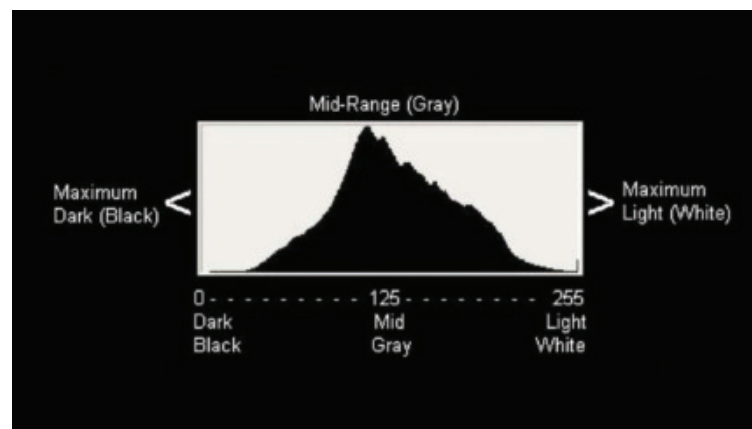 Mid-Range (Gray)
Maximum
Dark (Black)
<
>
Maximum
Light (White)
0 - - - - - - - - - - 125 - - - - - - - - - 255
Dark Mid Light
Black Gray White